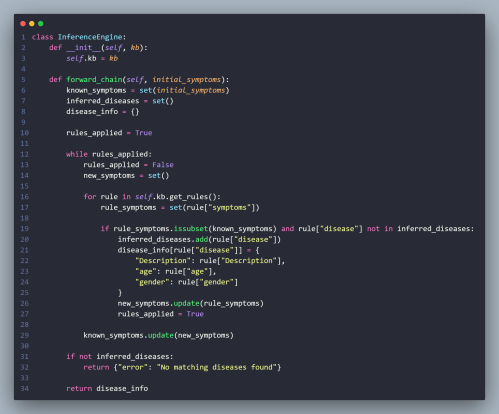 1 class InferenceEngine:
2     def __init__(self, kb):
3         self.kb = kb
4
5     def forward_chain(self, initial_symptoms):
6         known_symptoms = set(initial_symptoms)
7         inferred_diseases = set()
8         disease_info = {}
9
10         rules_applied = True
11
12         while rules_applied:
13             rules_applied = False
14             new_symptoms = set()
15
16             for rule in self.kb.get_rules():
17                 rule_symptoms = set(rule["symptoms"])
18
19                 if rule_symptoms.issubset(known_symptoms) and rule["disease"] not in inferred_diseases:
20                     inferred_diseases.add(rule["disease"])
21                     disease_info[rule["disease"]] = {
22                         "Description": rule["Description"],
23                         "age": rule["age"],
24                         "gender": rule["gender"]
25                     }
26                     new_symptoms.update(rule_symptoms)
27                     rules_applied = True
28
29             known_symptoms.update(new_symptoms)
30
31         if not inferred_diseases:
32             return {"error": "No matching diseases found"}
33
34         return disease_info